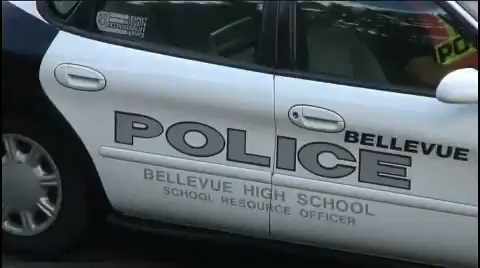 BELLEVUE
POLICE
BELLEVUE HIGH SCHOOL
SCHOOL RESOURCE OFFICER